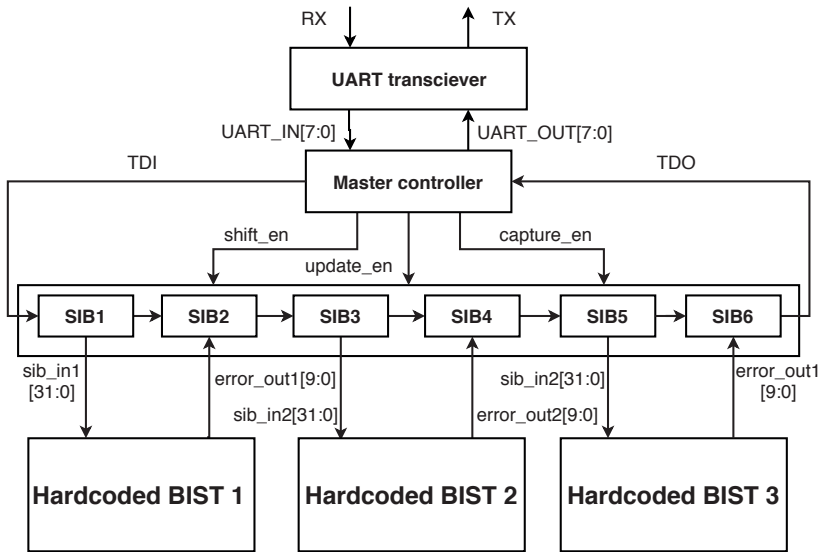 RX
TX
UART transciever
UART_IN[7:0]
UART_OUT[7:0]
TDI
TDO
Master controller
shift_en
update_en
capture_en
SIB1
SIB2
SIB3
SIB4
SIB5
SIB6
sib_in1
[31:0]
error_out1[9:0]
sib_in2[31:0]
error_out2[9:0]
sib_in2[31:0]
error_out1
[9:0]
Hardcoded BIST 1
Hardcoded BIST 2
Hardcoded BIST 3